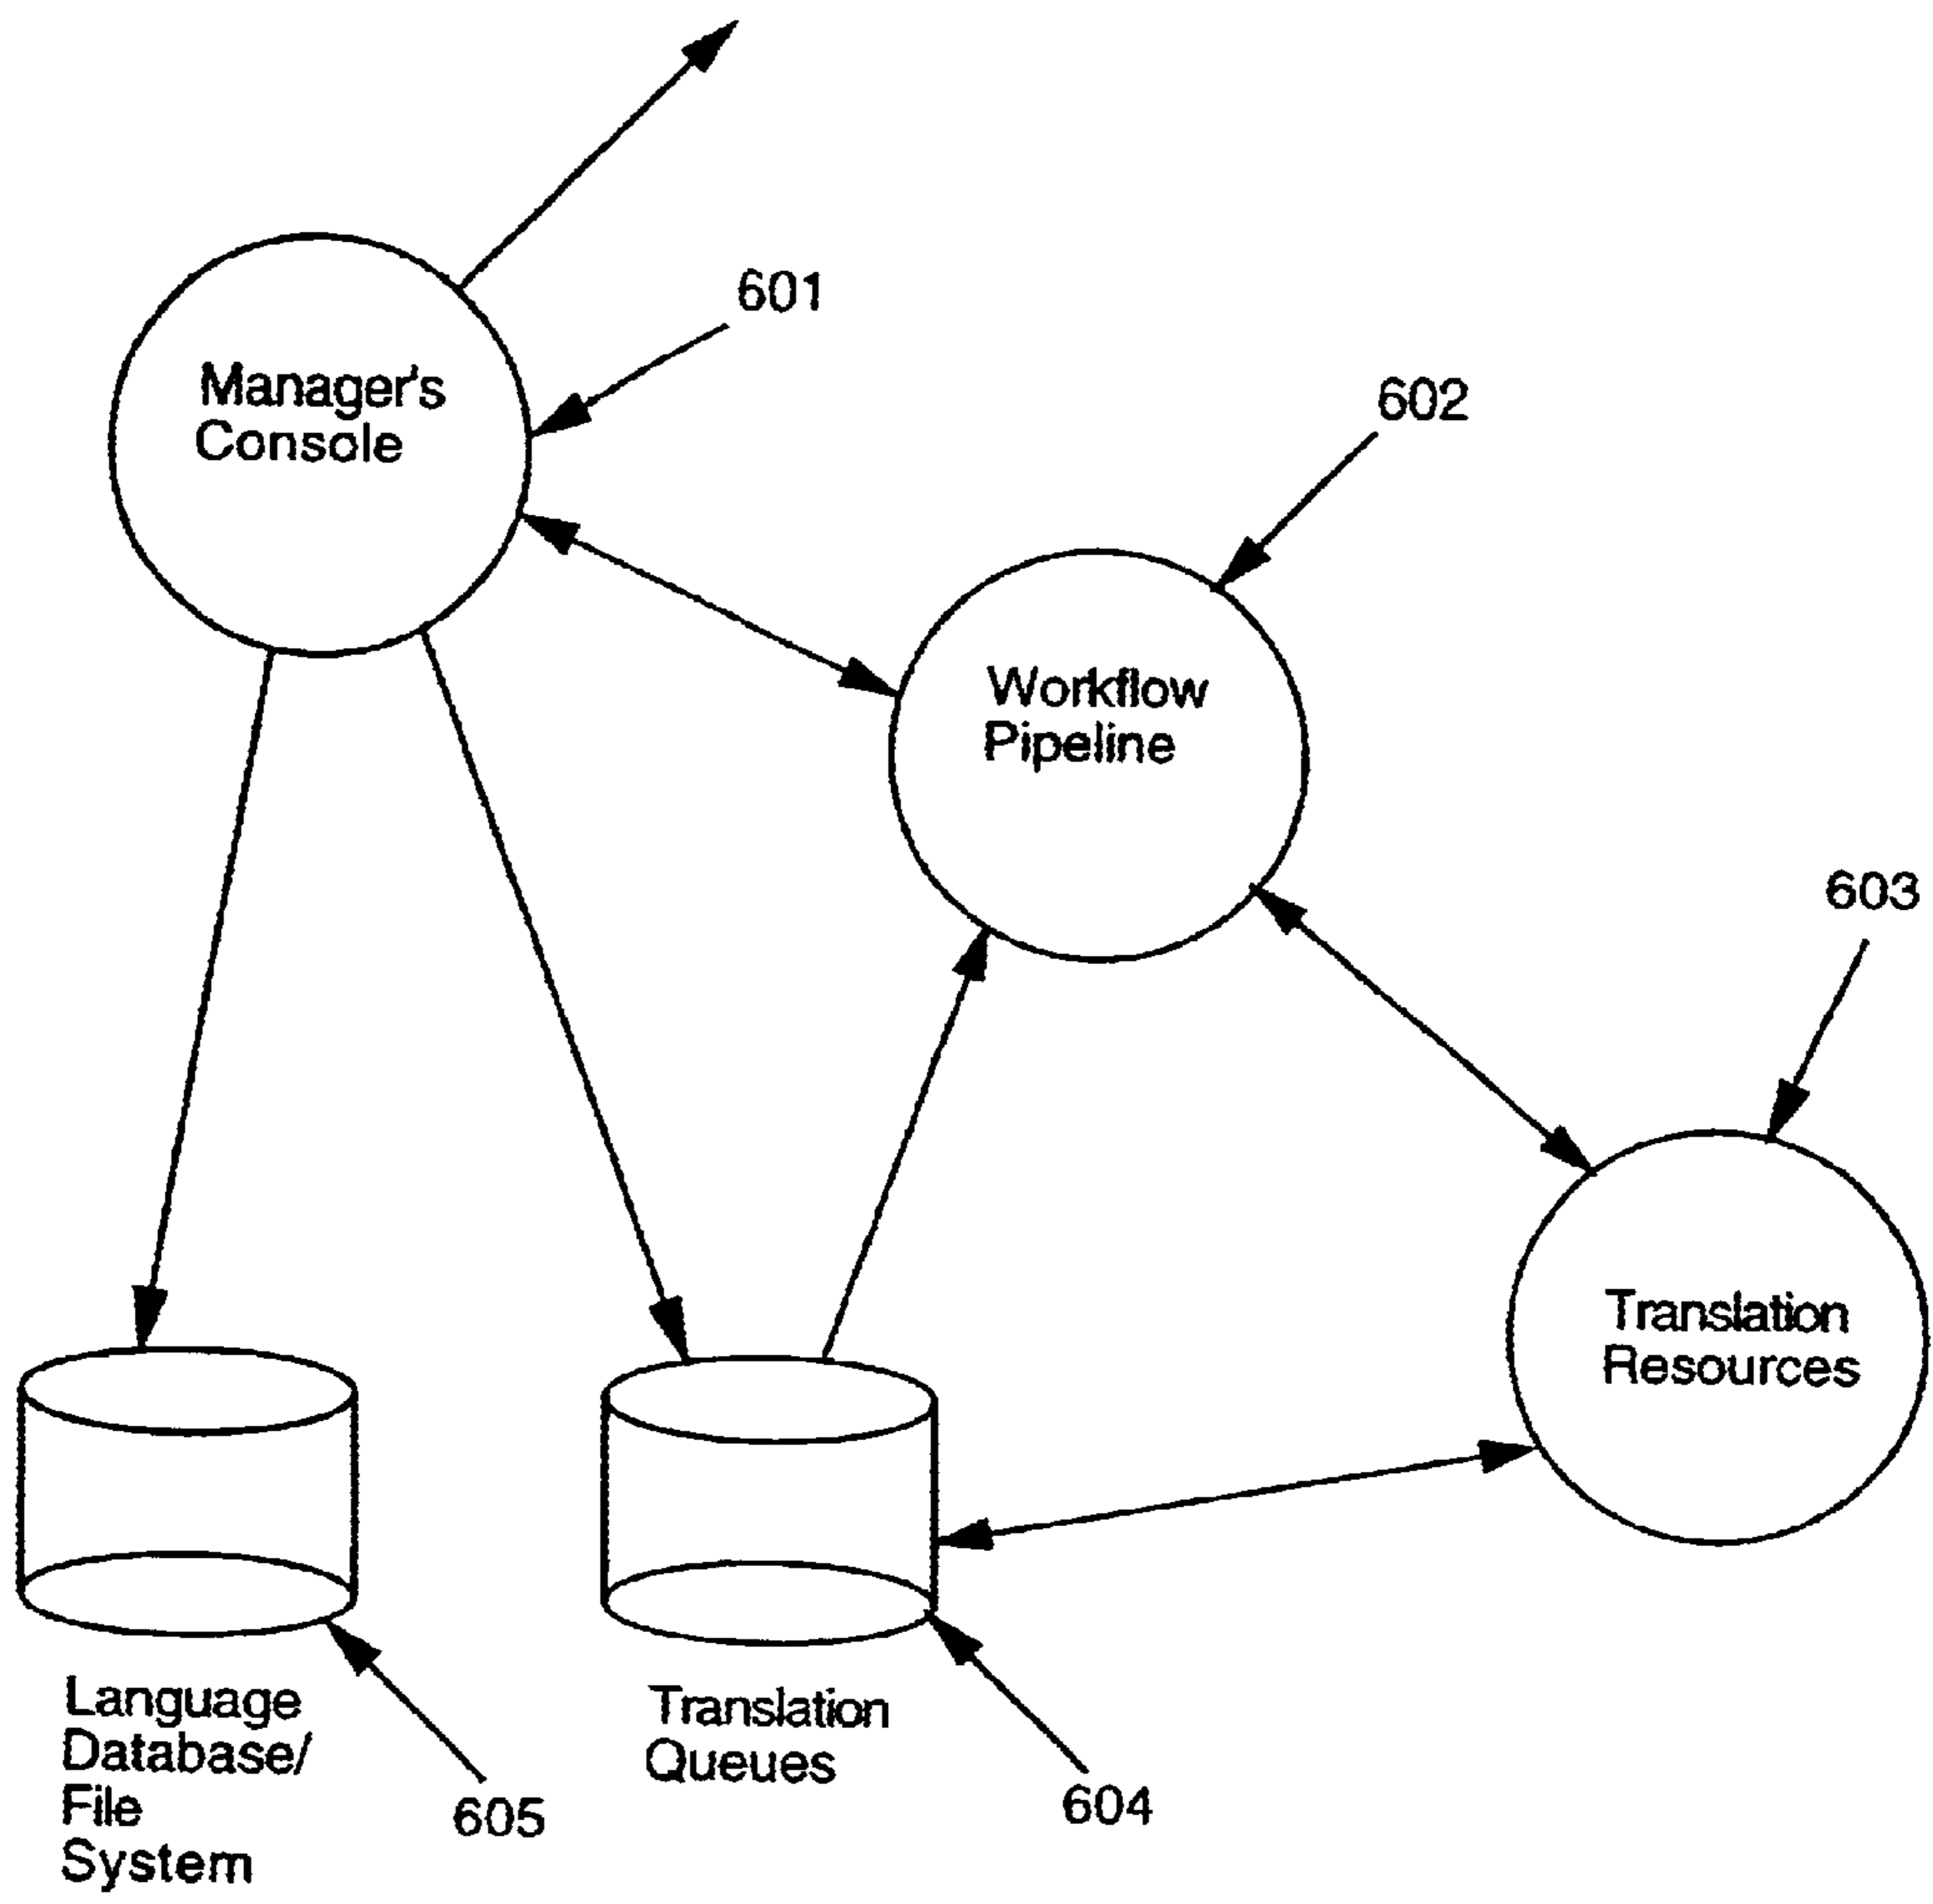 601
Manager's
Console
602
Workflow
Pipeline
603
Translation
Resources
Language
Database/
File
System
605
Translation
Queues
604